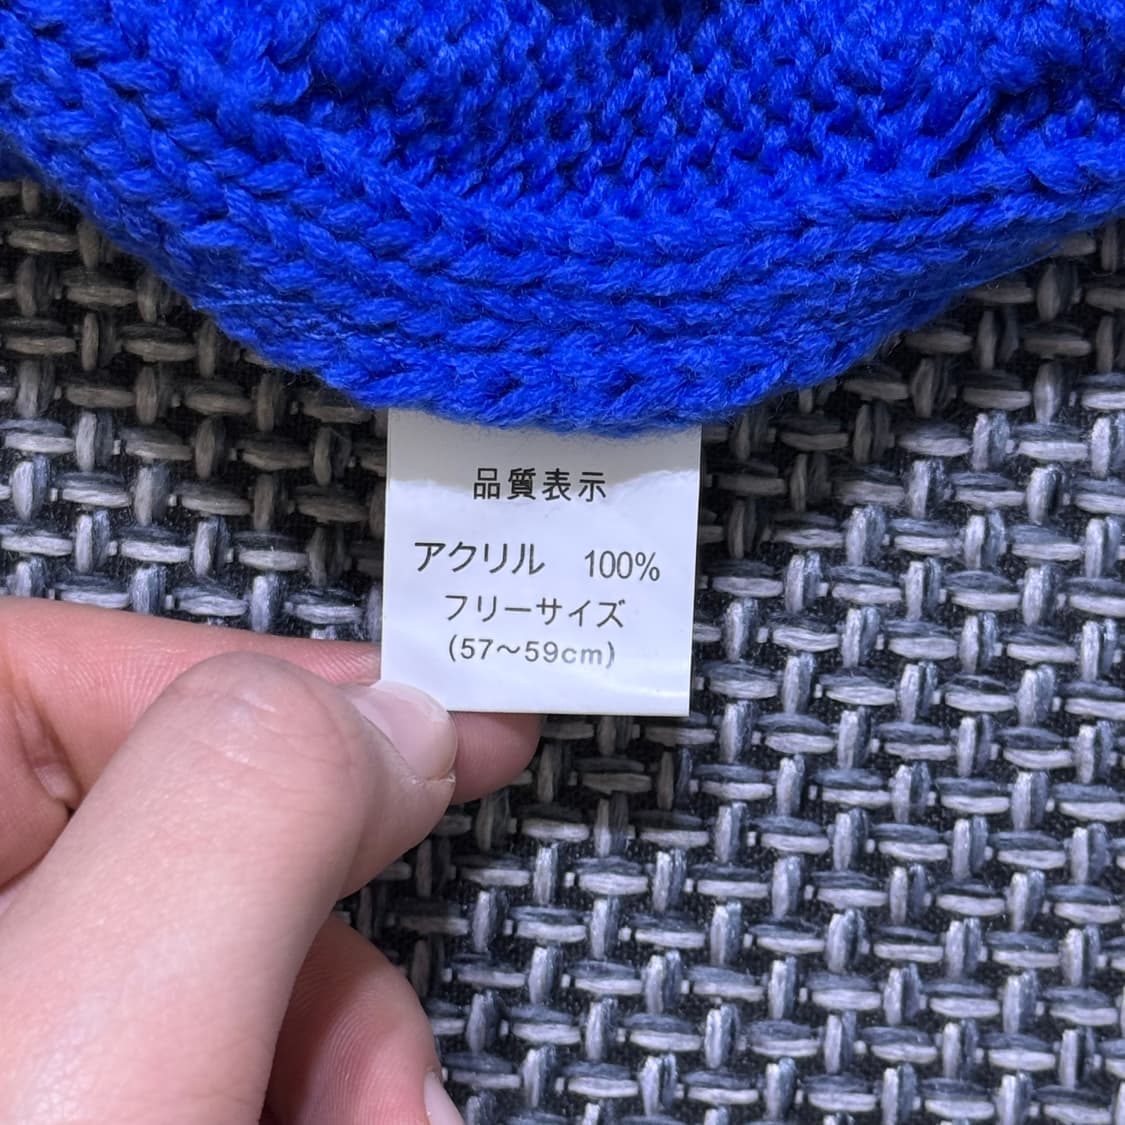 品質表示
アクリル　100%
フリーサイズ
(57～59cm)